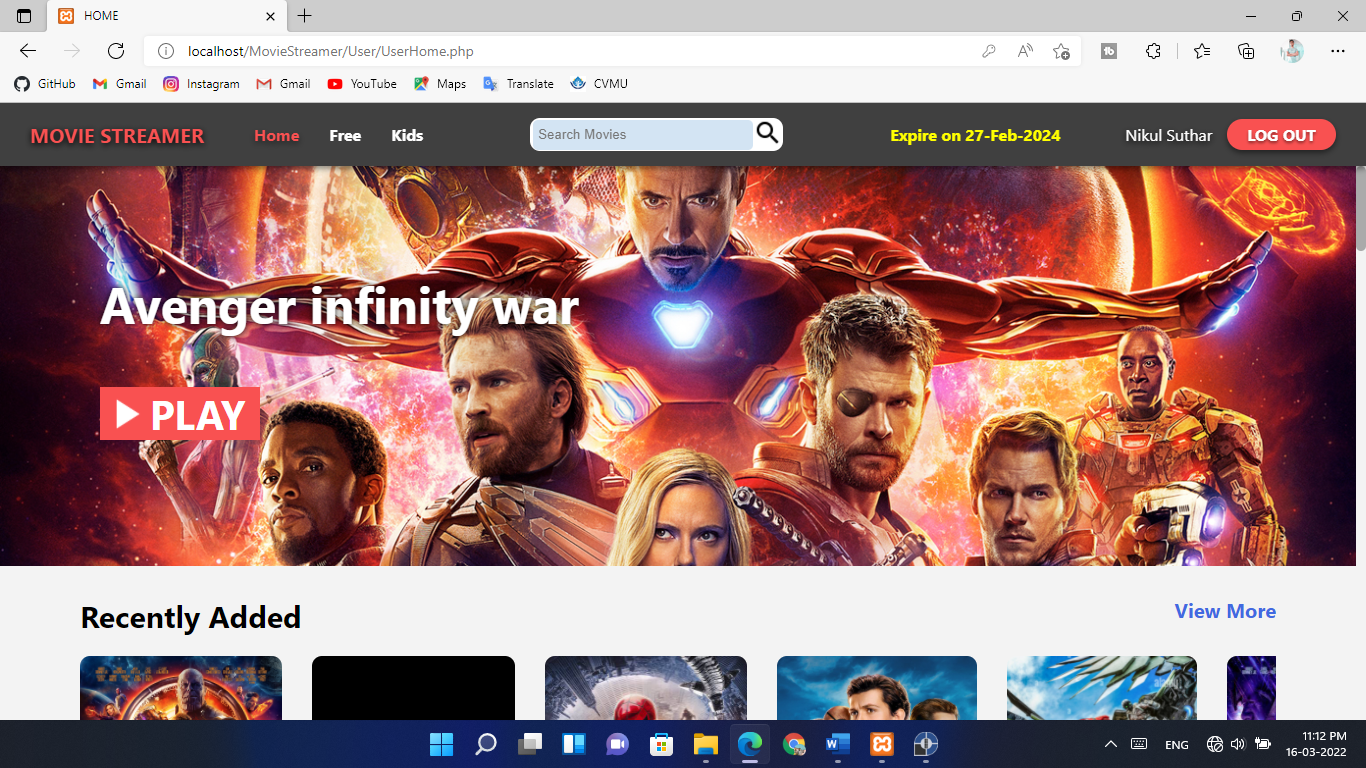 HOME
localhost/MovieStreamer/User/UserHome.php
GitHub Gmail Instagram Gmail YouTube Maps Translate CVMU
MOVIE STREAMER Home Free Kids Search Movies Expire on 27-Feb-2024 Nikul Suthar LOG OUT
Avenger infinity war
PLAY
Recently Added View More
ENG 11:12 PM
16-03-2022